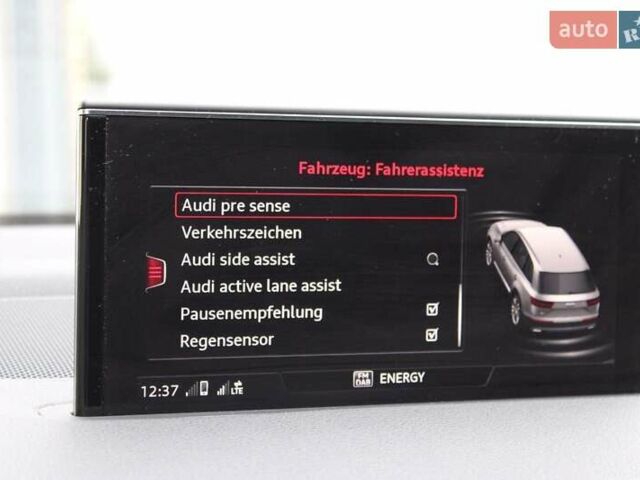 auto
RIA
Fahrzeug: Fahrerassistenz
Audi pre sense
Verkehrszeichen
Audi side assist
Audi active lane assist
Pausenempfehlung
Regensensor
12:37
LTE
FM
DAB
ENERGY